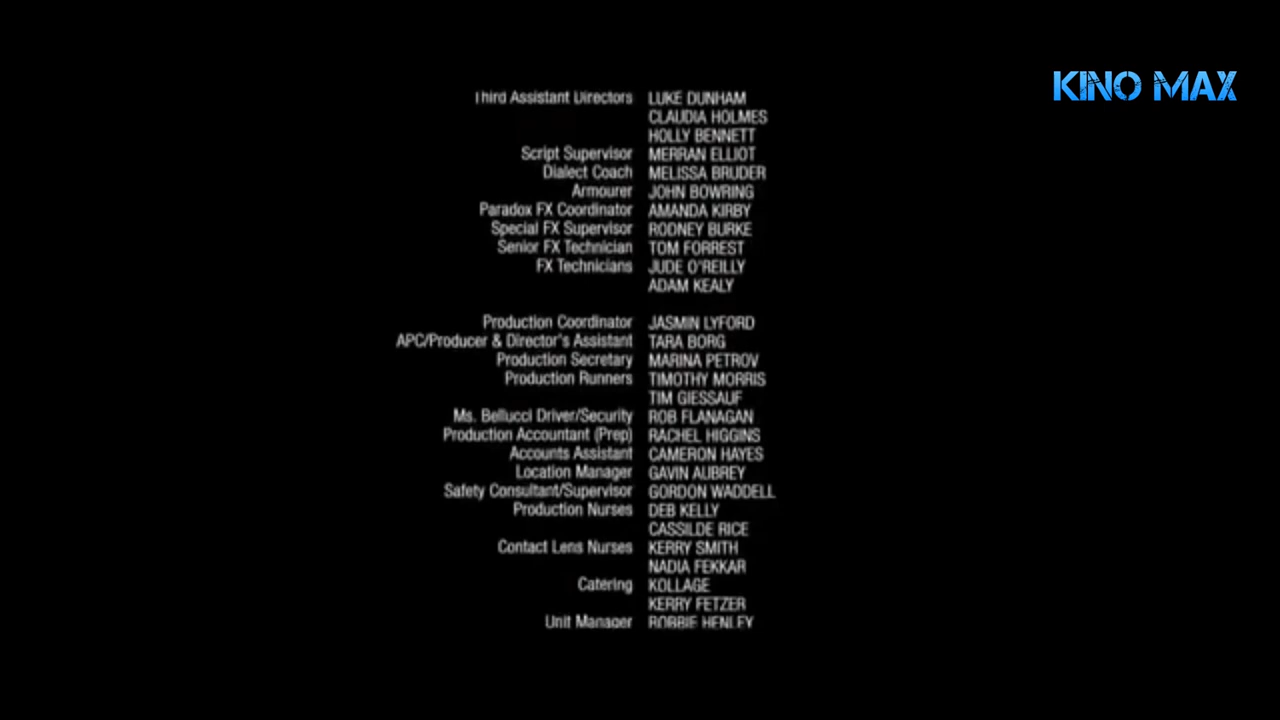 KINO MAX
Third Assistant Directors LUKE DUNHAM
CLAUDIA HOLMES
HOLLY BENNETT
Script Supervisor MERRAN ELLIOT
Dialect Coach MELISSA BRUDER
Armourer JOHN BOWRING
Paradox FX Coordinator AMANDA KIRBY
Special FX Supervisor RODNEY BURKE
Senior FX Technician TOM FORREST
FX Technicians JUDE O'REILLY
ADAM KEALY
Production Coordinator JASMIN LYFORD
APC/Producer & Director's Assistant TARA BORG
Production Secretary MARINA PETROV
Production Runners TIMOTHY MORRIS
TIM GIESSAUF
Ms. Bellucci Driver/Security ROB FLANAGAN
Production Accountant (Prep) RACHEL HIGGINS
Accounts Assistant CAMERON HAYES
Location Manager GAVIN AUBREY
Safety Consultant/Supervisor GORDON WADDELL
Production Nurses DEB KELLY
CASSILDE RICE
Contact Lens Nurses KERRY SMITH
NADIA FEKKAR
Catering KOLLAGE
KERRY FETZER
Unit Manager ROBBIE HENLEY